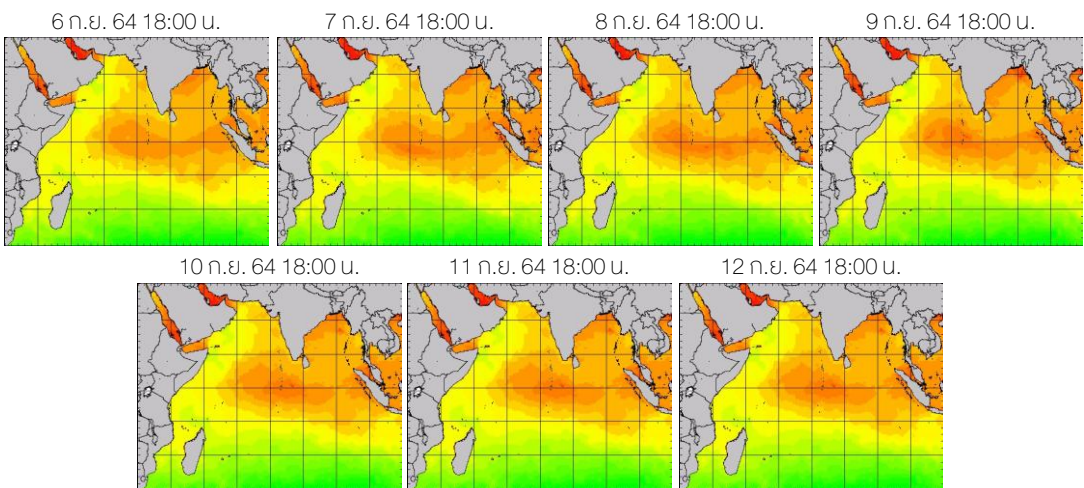 6 ก.ย. 64 18:00 น.
7 ก.ย. 64 18:00 น.
8 ก.ย. 64 18:00 น.
9 ก.ย. 64 18:00 น.
10 ก.ย. 64 18:00 น.
11 ก.ย. 64 18:00 น.
12 ก.ย. 64 18:00 น.